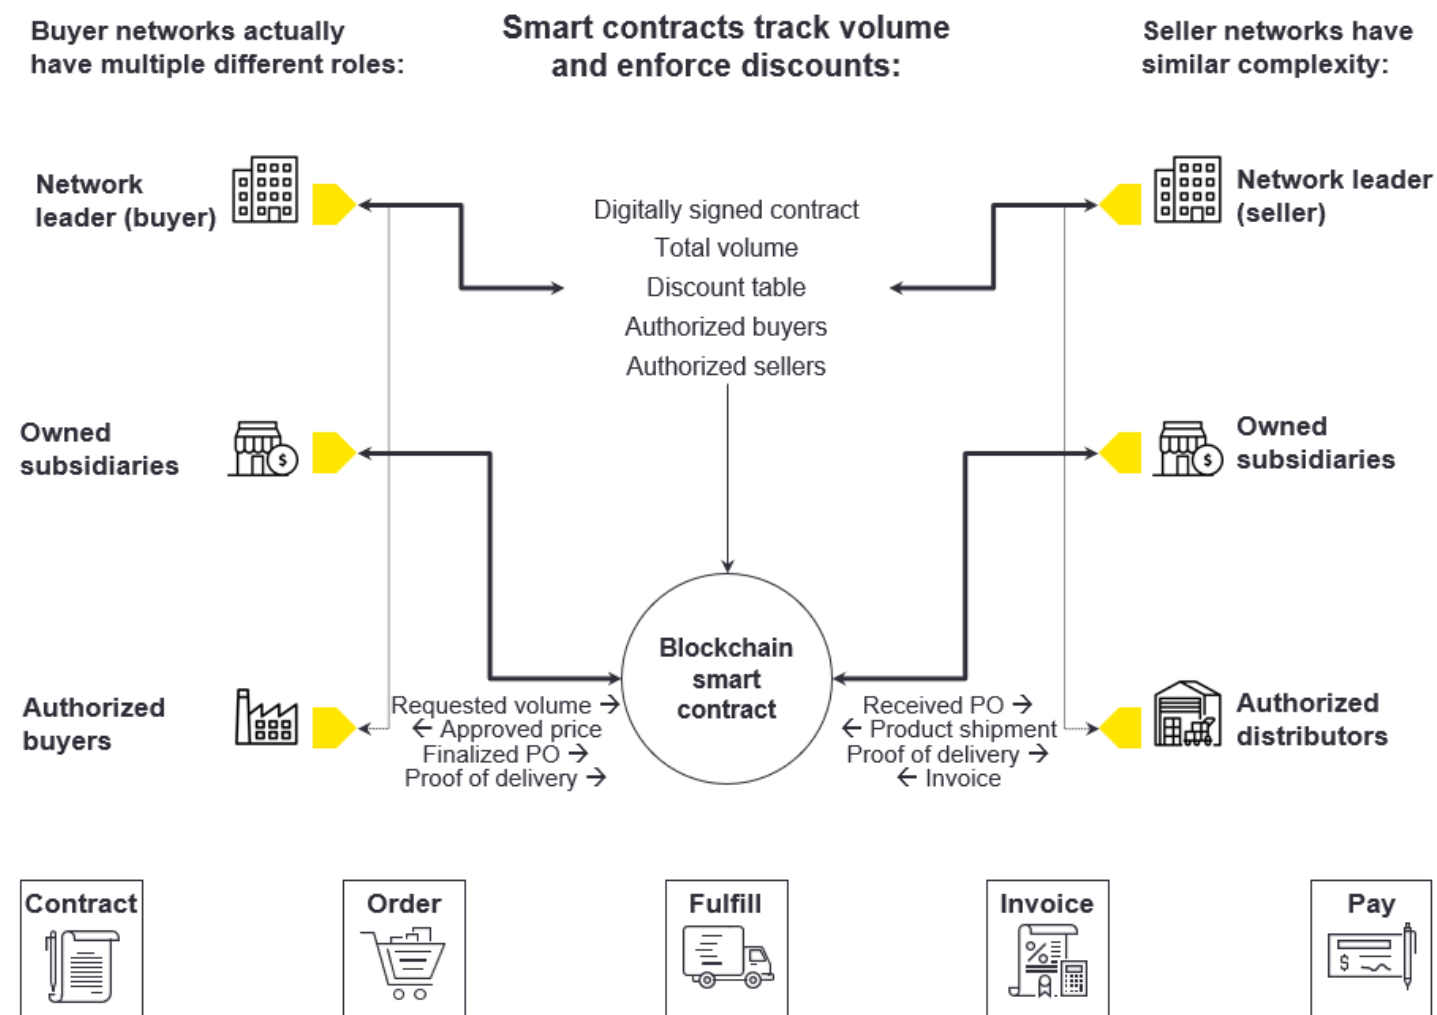 Buyer networks actually
have multiple different roles:
Smart contracts track volume
and enforce discounts:
Seller networks have
similar complexity:
Network
leader (buyer)
Digitally signed contract
Total volume
Discount table
Authorized buyers
Authorized sellers
Network leader
(seller)
Owned
subsidiaries
$
Owned
subsidiaries
$
Authorized
buyers
Requested volume →
← Approved price
Finalized PO →
Proof of delivery →
Blockchain
smart
contract
Received PO →
← Product shipment
Proof of delivery →
← Invoice
Authorized
distributors
Contract
Order
Fulfill
Invoice
%
Pay
$